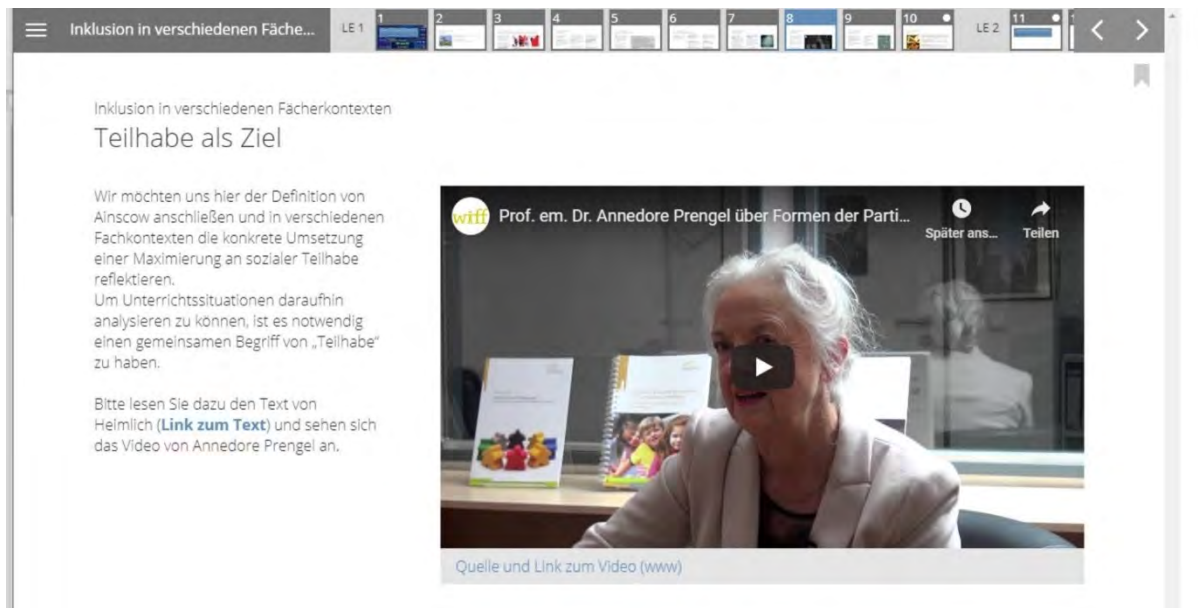 Inklusion in verschiedenen Fäche...
LE 1
1
2
3
4
5
6
7
8
9
10
LE 2
11
Inklusion in verschiedenen Fächerkontexten
Teilhabe als Ziel
Wir möchten uns hier der Definition von
Ainscow anschließen und in verschiedenen
Fachkontexten die konkrete Umsetzung
einer Maximierung an sozialer Teilhabe
reflektieren.
Um Unterrichtssituationen daraufhin
analysieren zu können, ist es notwendig
einen gemeinsamen Begriff von „Teilhabe“
zu haben.
Bitte lesen Sie dazu den Text von
Heimlich (Link zum Text) und sehen sich
das Video von Annedore Prengel an.
wiff
Prof. em. Dr. Annedore Prengel über Formen der Parti...
Später ans...
Teilen
Quelle und Link zum Video (www)